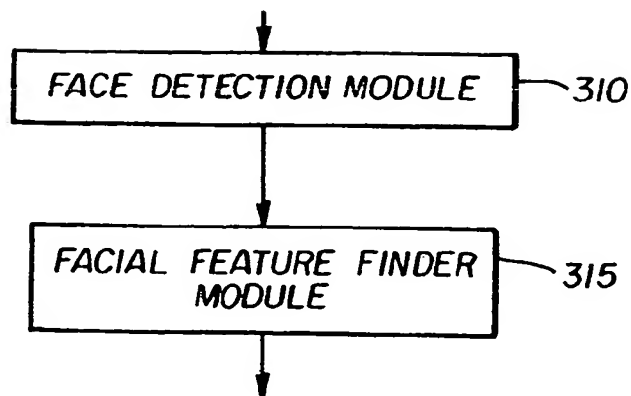 FACE DETECTION MODULE
310
FACIAL FEATURE FINDER
MODULE
315